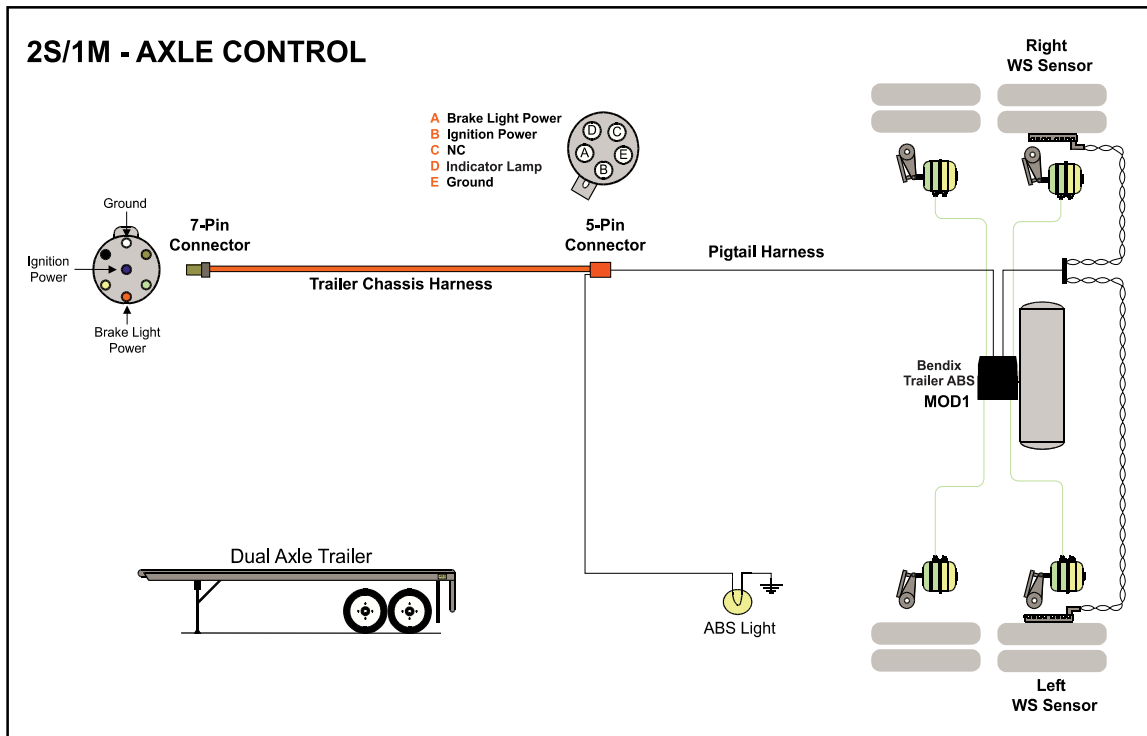 2S/1M - AXLE CONTROL
Right
WS Sensor
A Brake Light Power
B Ignition Power
C NC
D Indicator Lamp
E Ground
D
C
A
E
B
Ground
7-Pin
Connector
5-Pin
Connector
Pigtail Harness
Ignition
Power
Trailer Chassis Harness
Brake Light
Power
Bendix
Trailer ABS
MOD1
Dual Axle Trailer
ABS Light
Left
WS Sensor